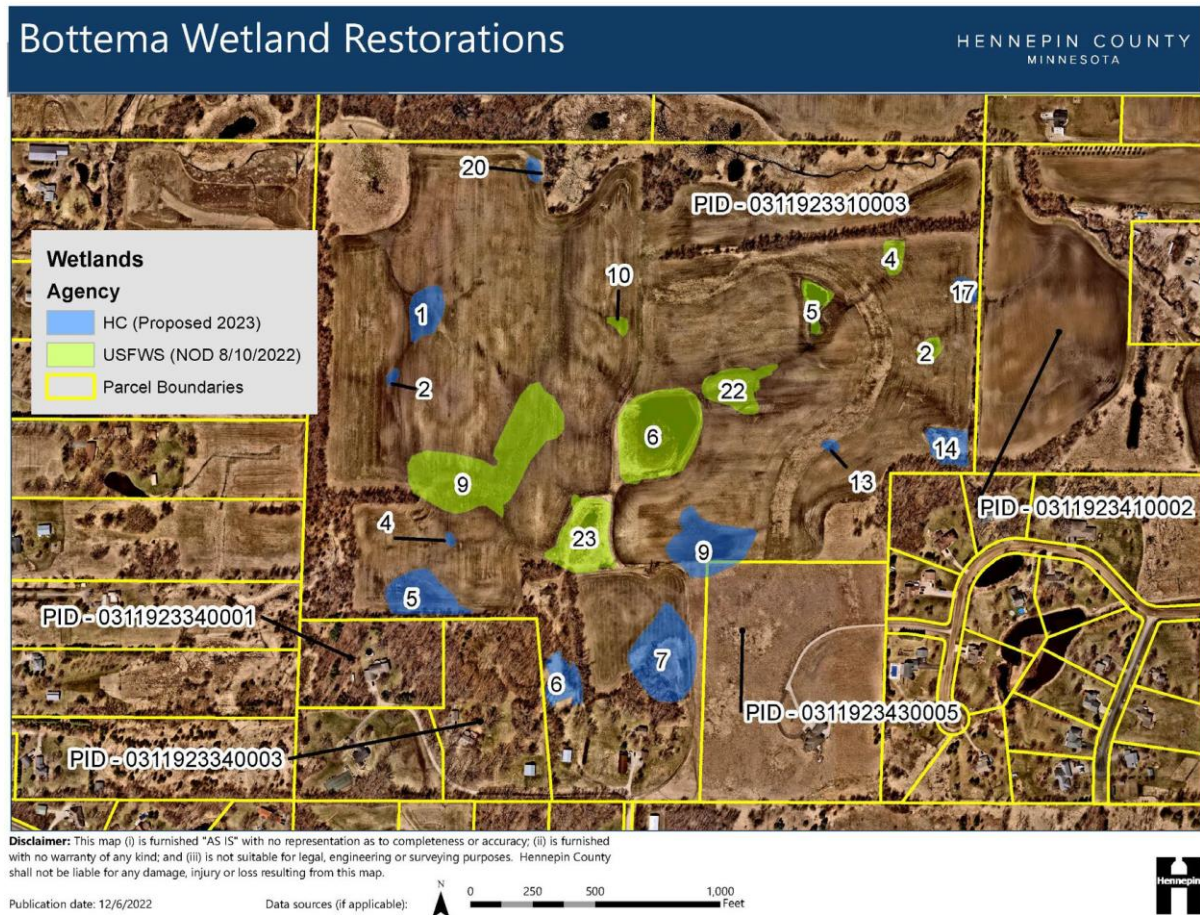 Bottema Wetland Restorations
HENNEPIN COUNTY
MINNESOTA
20
PID - 0311923310003
Wetlands
Agency
HC (Proposed 2023)
USFWS (NOD 8/10/2022)
Parcel Boundaries
4
10
17
1
5
2
2
22
6
14
9
13
PID - 0311923410002
4
23
9
5
PID - 0311923340001
7
6
PID - 0311923430005
PID - 0311923340003
Disclaimer: This map (i) is furnished "AS IS" with no representation as to completeness or accuracy; (ii) is furnished
with no warranty of any kind; and (iii) is not suitable for legal, engineering or surveying purposes. Hennepin County
shall not be liable for any damage, injury or loss resulting from this map.
Publication date: 12/6/2022
Data sources (if applicable):
N
0 250 500 1,000
Feet
Hennepin